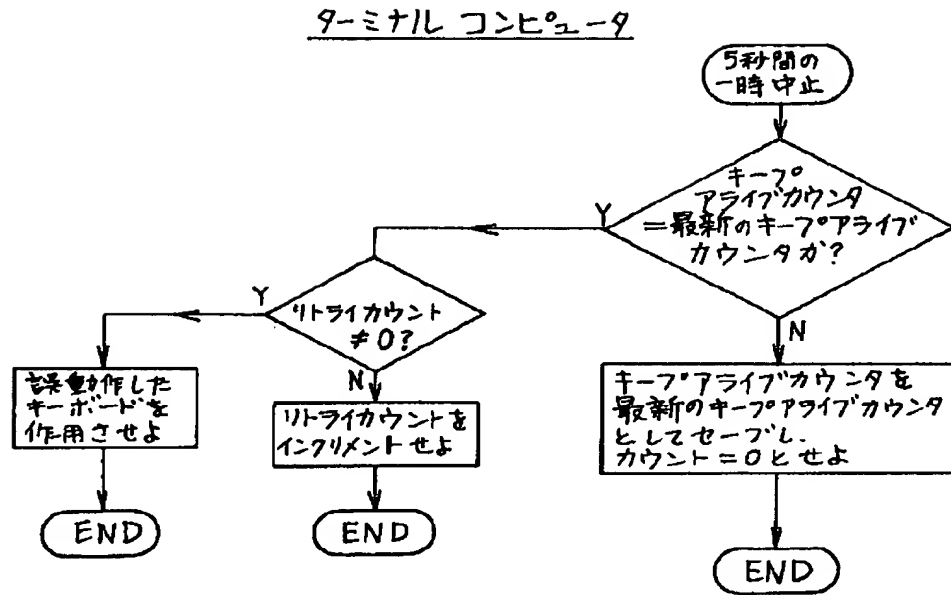 ターミナル コンピュータ
5秒間の
一時中止
キープ
アライブカウンタ
=最新のキープアライブ
カウンタか?
Y
N
リトライカウント
≠0?
Y
N
誤動作した
キーボードを
作用させよ
リトライカウントを
インクリメントせよ
キープアライブカウンタを
最新のキープアライブカウンタ
としてセーブし、
カウント=0とせよ
END
END
END